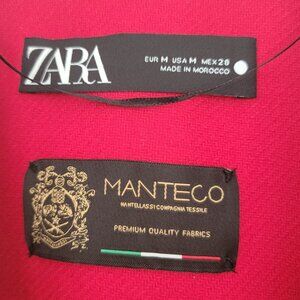 ZARA
EUR M USA M MEX 28
MADE IN MOROCCO
MANTECO
MANTELLASSI COMPAGNIA TESSILE
PREMIUM QUALITY FABRICS